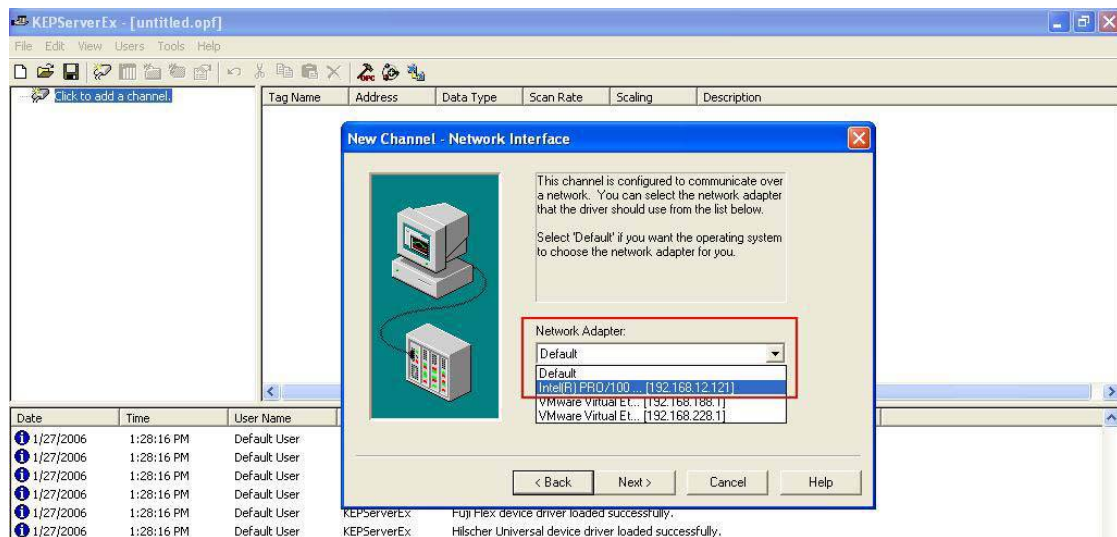 KEPServerEx - [untitled.opf]
File Edit View Users Tools Help
OPC
Click to add a channel.
Tag Name Address Data Type Scan Rate Scaling Description
New Channel - Network Interface
This channel is configured to communicate over
a network. You can select the network adapter
that the driver should use from the list below.
Select 'Default' if you want the operating system
to choose the network adapter for you.
Network Adapter:
Default
Default
Intel(R) PRO/100 ... [192.168.12.121]
VMware Virtual Et... [192.168.188.1]
VMware Virtual Et... [192.168.228.1]
< Back Next > Cancel Help
Date Time User Name
1/27/2006 1:28:16 PM Default User
1/27/2006 1:28:16 PM Default User
1/27/2006 1:28:16 PM Default User
1/27/2006 1:28:16 PM Default User
1/27/2006 1:28:16 PM Default User KEPServerEx Fuji Flex device driver loaded successfully.
1/27/2006 1:28:16 PM Default User KEPServerEx Hilscher Universal device driver loaded successfully.